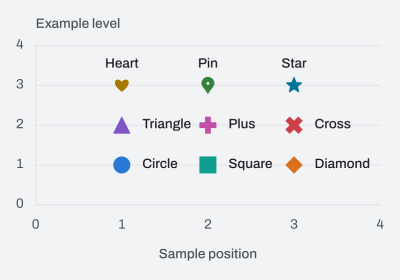 Example level
4
Heart Pin Star
3
2 Triangle Plus Cross
1 Circle Square Diamond
0
0 1 2 3 4
Sample position